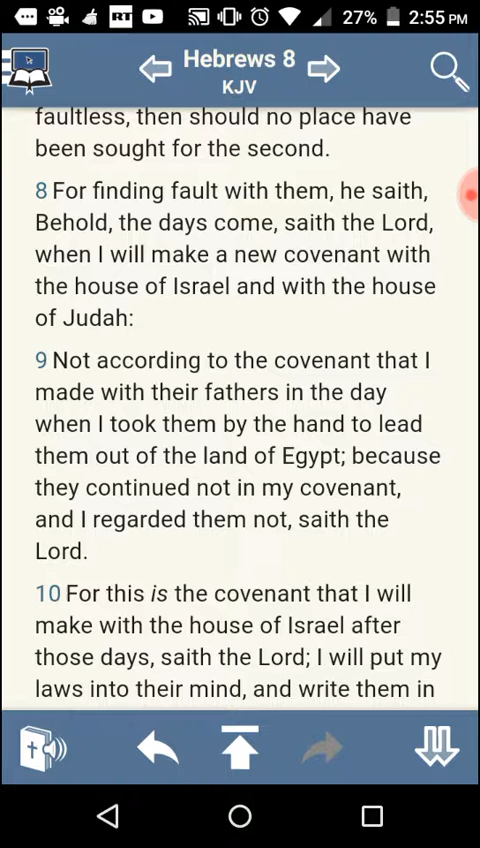 RT 27% 2:55 PM
Hebrews 8
KJV
faultless, then should no place have
been sought for the second.
8 For finding fault with them, he saith,
Behold, the days come, saith the Lord,
when I will make a new covenant with
the house of Israel and with the house
of Judah:
9 Not according to the covenant that I
made with their fathers in the day
when I took them by the hand to lead
them out of the land of Egypt; because
they continued not in my covenant,
and I regarded them not, saith the
Lord.
10 For this is the covenant that I will
make with the house of Israel after
those days, saith the Lord; I will put my
laws into their mind, and write them in